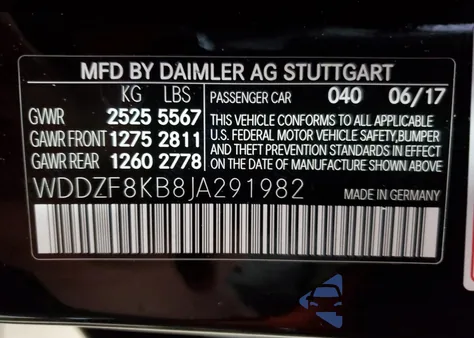 MFD BY DAIMLER AG STUTTGART
KG LBS PASSENGER CAR 040 06/17
GVWR 2525 5567
GAWR FRONT 1275 2811
GAWR REAR 1260 2778
THIS VEHICLE CONFORMS TO ALL APPLICABLE
U.S. FEDERAL MOTOR VEHICLE SAFETY,BUMPER
AND THEFT PREVENTION STANDARDS IN EFFECT
ON THE DATE OF MANUFACTURE SHOWN ABOVE.
WDDZF8KB8JA291982 MADE IN GERMANY